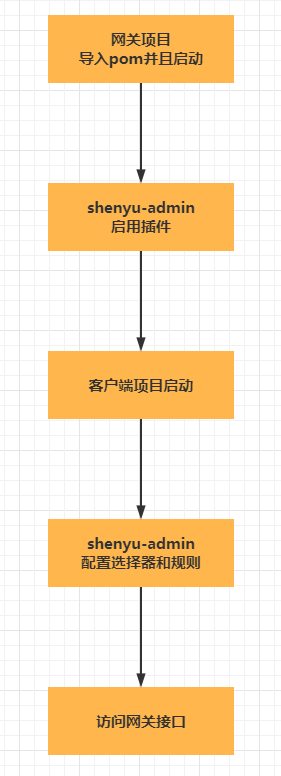 网关项目
导入pom并且启动
shenyu-admin
启用插件
客户端项目启动
shenyu-admin
配置选择器和规则
访问网关接口